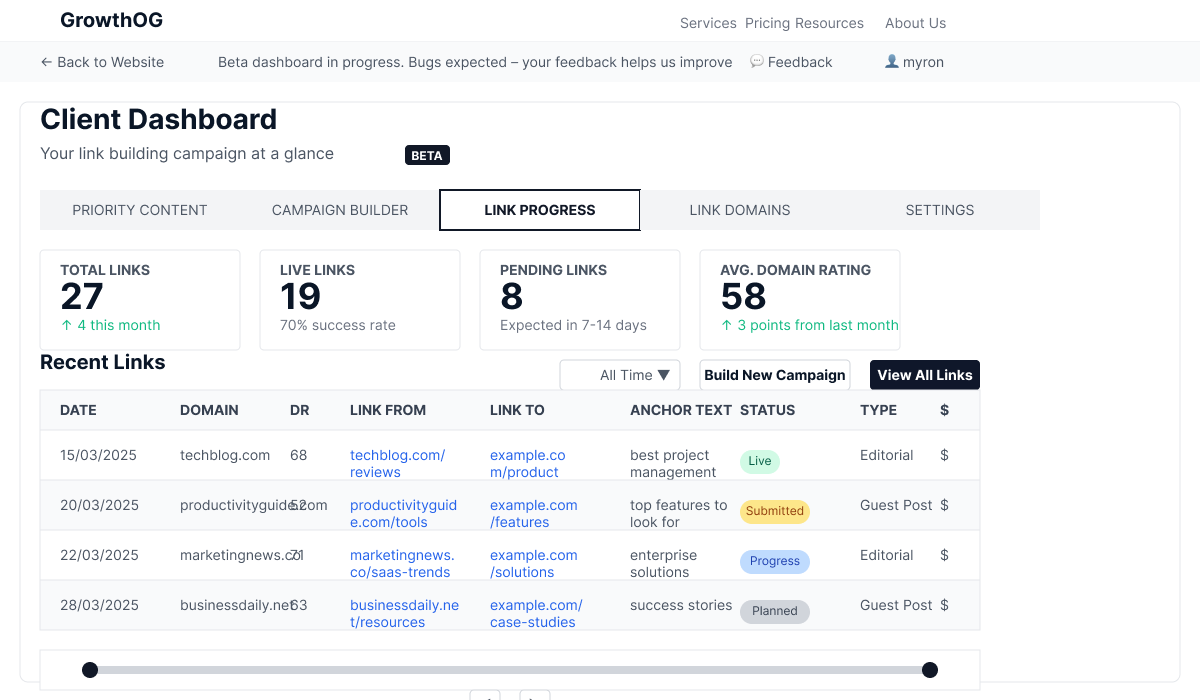 GrowthOG
Services Pricing Resources About Us
← Back to Website
Beta dashboard in progress. Bugs expected – your feedback helps us improve
💬 Feedback
👤 myron
Client Dashboard
Your link building campaign at a glance
BETA
PRIORITY CONTENT
CAMPAIGN BUILDER
LINK PROGRESS
LINK DOMAINS
SETTINGS
TOTAL LINKS
27
↑ 4 this month
LIVE LINKS
19
70% success rate
PENDING LINKS
8
Expected in 7-14 days
AVG. DOMAIN RATING
58
↑ 3 points from last month
Recent Links
All Time ▼
Build New Campaign
View All Links
DATE DOMAIN DR LINK FROM LINK TO ANCHOR TEXT STATUS TYPE $
15/03/2025 techblog.com 68 techblog.com/ example.co best project Live Editorial $
reviews m/product management
20/03/2025 productivityguide.com 52 productivityguid example.com top features to Submitted Guest Post $
e.com/tools /features look for
22/03/2025 marketingnews.co 71 marketingnews. example.com enterprise Progress Editorial $
co/saas-trends /solutions solutions
28/03/2025 businessdaily.net 63 businessdaily.ne example.com/ success stories Planned Guest Post $
t/resources case-studies